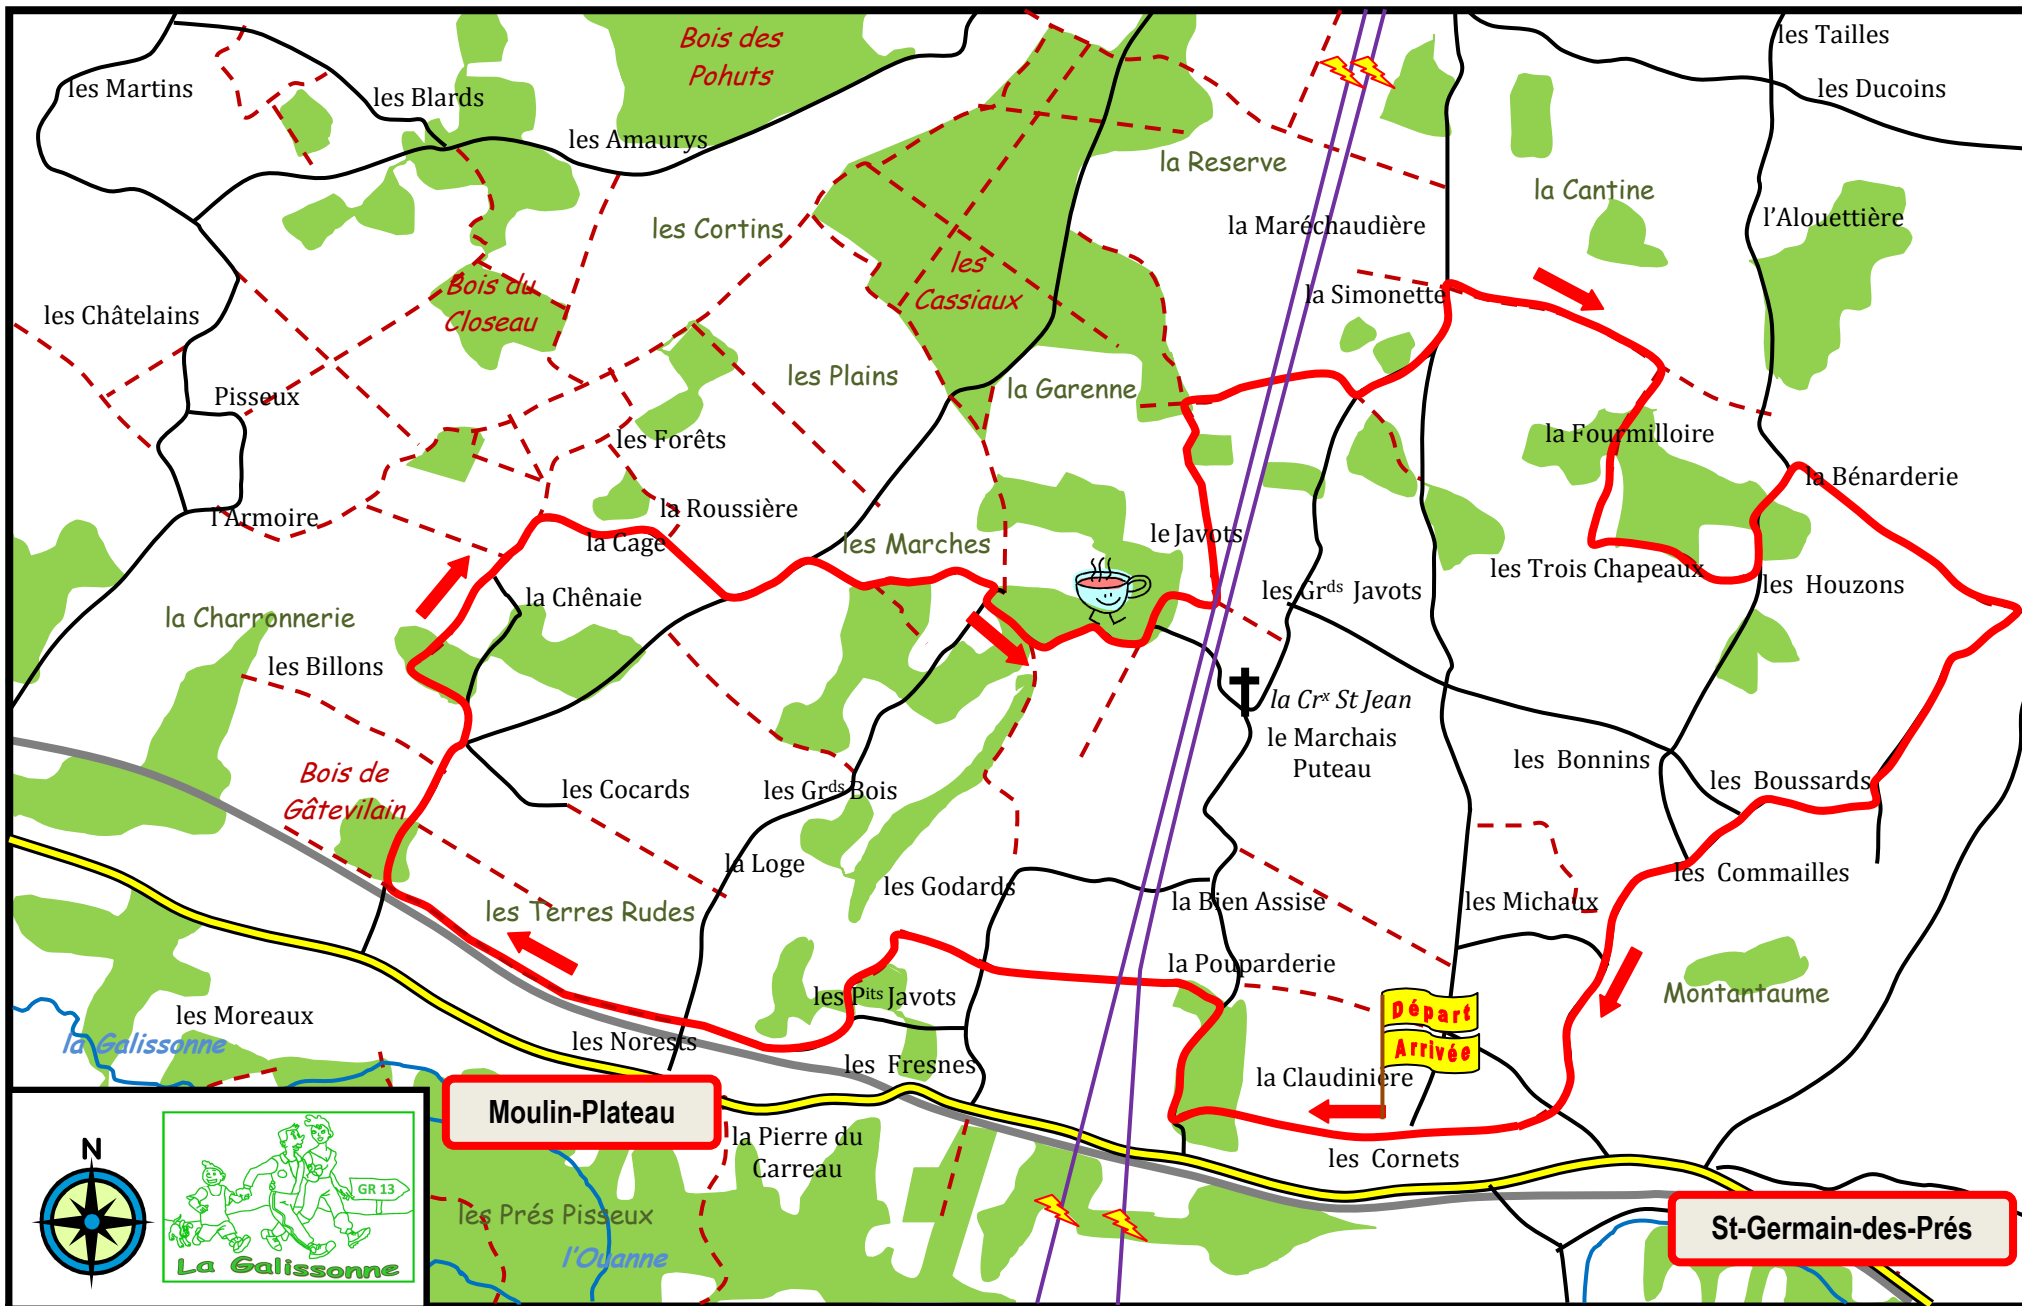 Bois des
Pohuts
les Tailles
les Ducoins
les Martins
les Blards
les Amaurys
la Reserve
la Cantine
les Cortins
la Maréchaudière
l'Alouettière
les
Cassiaux
Bois du
Closeau
la Simonette
les Châtelains
les Plains
la Garenne
Pisseux
les Forêts
la Fourmilloire
la Bénarderie
la Roussière
l'Armoire
la Cage
les Marches
le Javots
les Trois Chapeaux
les Houzons
la Chênaie
les Grds Javots
la Charronnerie
les Billons
la Crx St Jean
le Marchais
Puteau
les Bonnins
les Boussards
Bois de
Gâtevilain
les Cocards
les Grds Bois
la Loge
les Godards
la Bien Assise
les Michaux
les Commailles
les Terres Rudes
la Pouparderie
les Pits Javots
Montantaume
Départ
Arrivée
les Moreaux
la Galissonne
les Norests
les Fresnes
la Claudinière
Moulin-Plateau
la Pierre du
Carreau
les Cornets
N
GR 13
La Galissonne
les Prés Pisseux
l'Ouanne
St-Germain-des-Prés